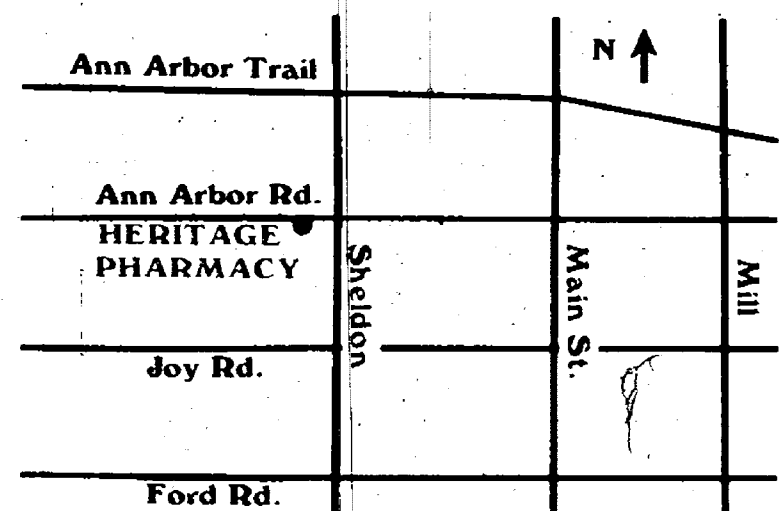 Ann Arbor Trail
N
Ann Arbor Rd.
HERITAGE
PHARMACY
Sheldon
Main St.
Mill
Joy Rd.
Ford Rd.